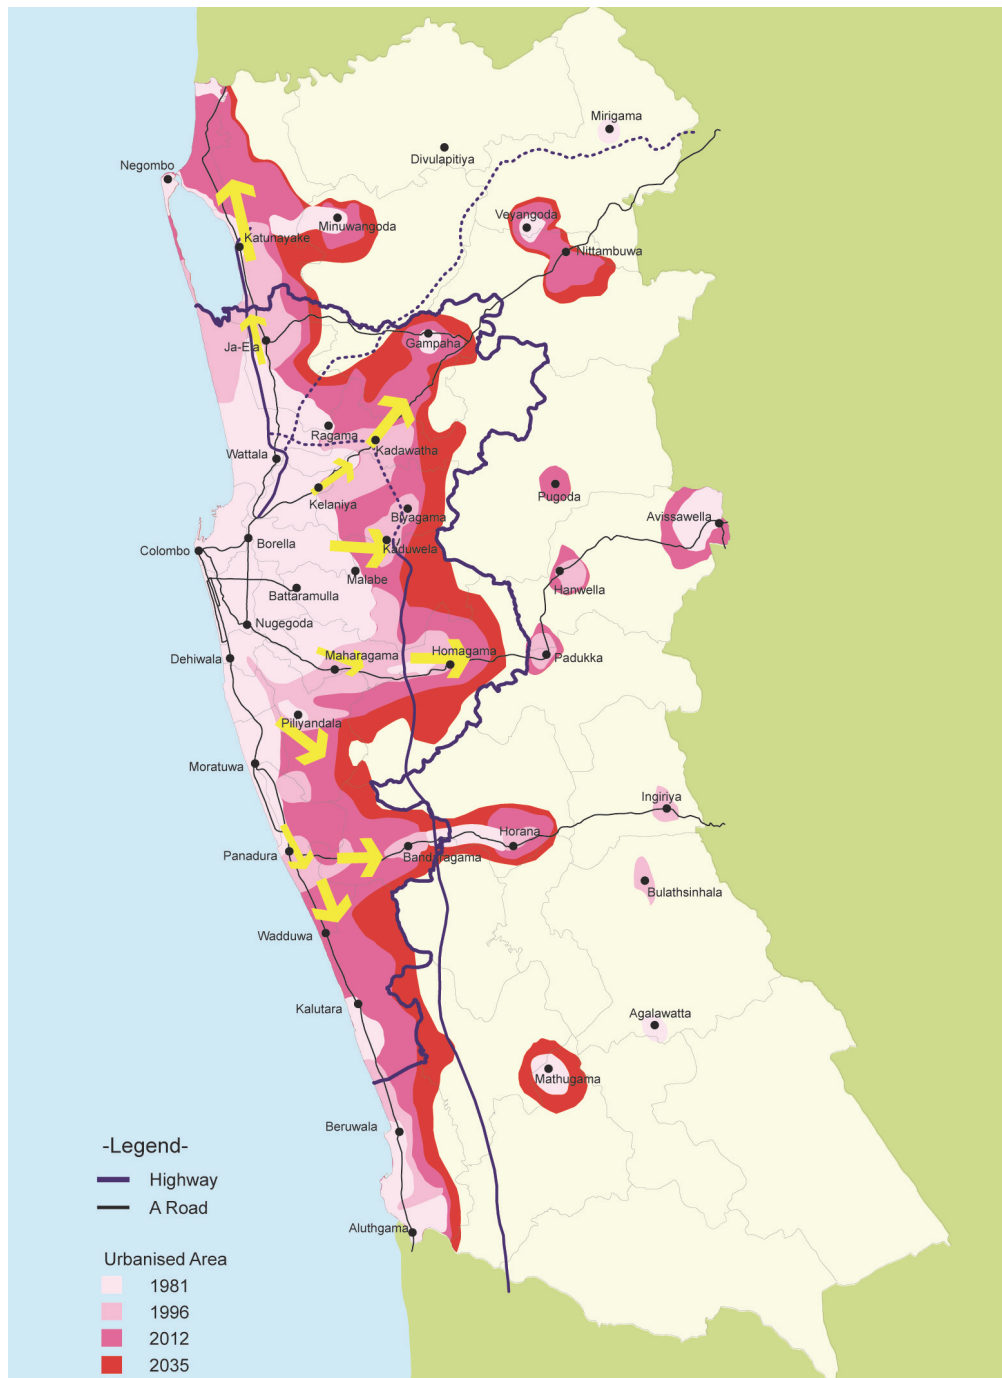 Mirigama
Divulapitiya
Negombo
Veyangoda
Minuwangoda
Katunayake
Nittambuwa
Ja-Ela
Gampaha
Ragama
Kadawatha
Wattala
Kelaniya
Pugoda
Biyagama
Avissawella
Borella
Kaduwela
Colombo
Malabe
Battaramulla
Hanwella
Nugegoda
Maharagama
Homagama
Dehiwala
Padukka
Piliyandala
Moratuwa
Ingiriya
Horana
Panadura
Bandaragama
Bulathsinhala
Wadduwa
Kalutara
Agalawatta
Mathugama
Beruwala
-Legend-
Highway
A Road
Aluthgama
Urbanised Area
1981
1996
2012
2035